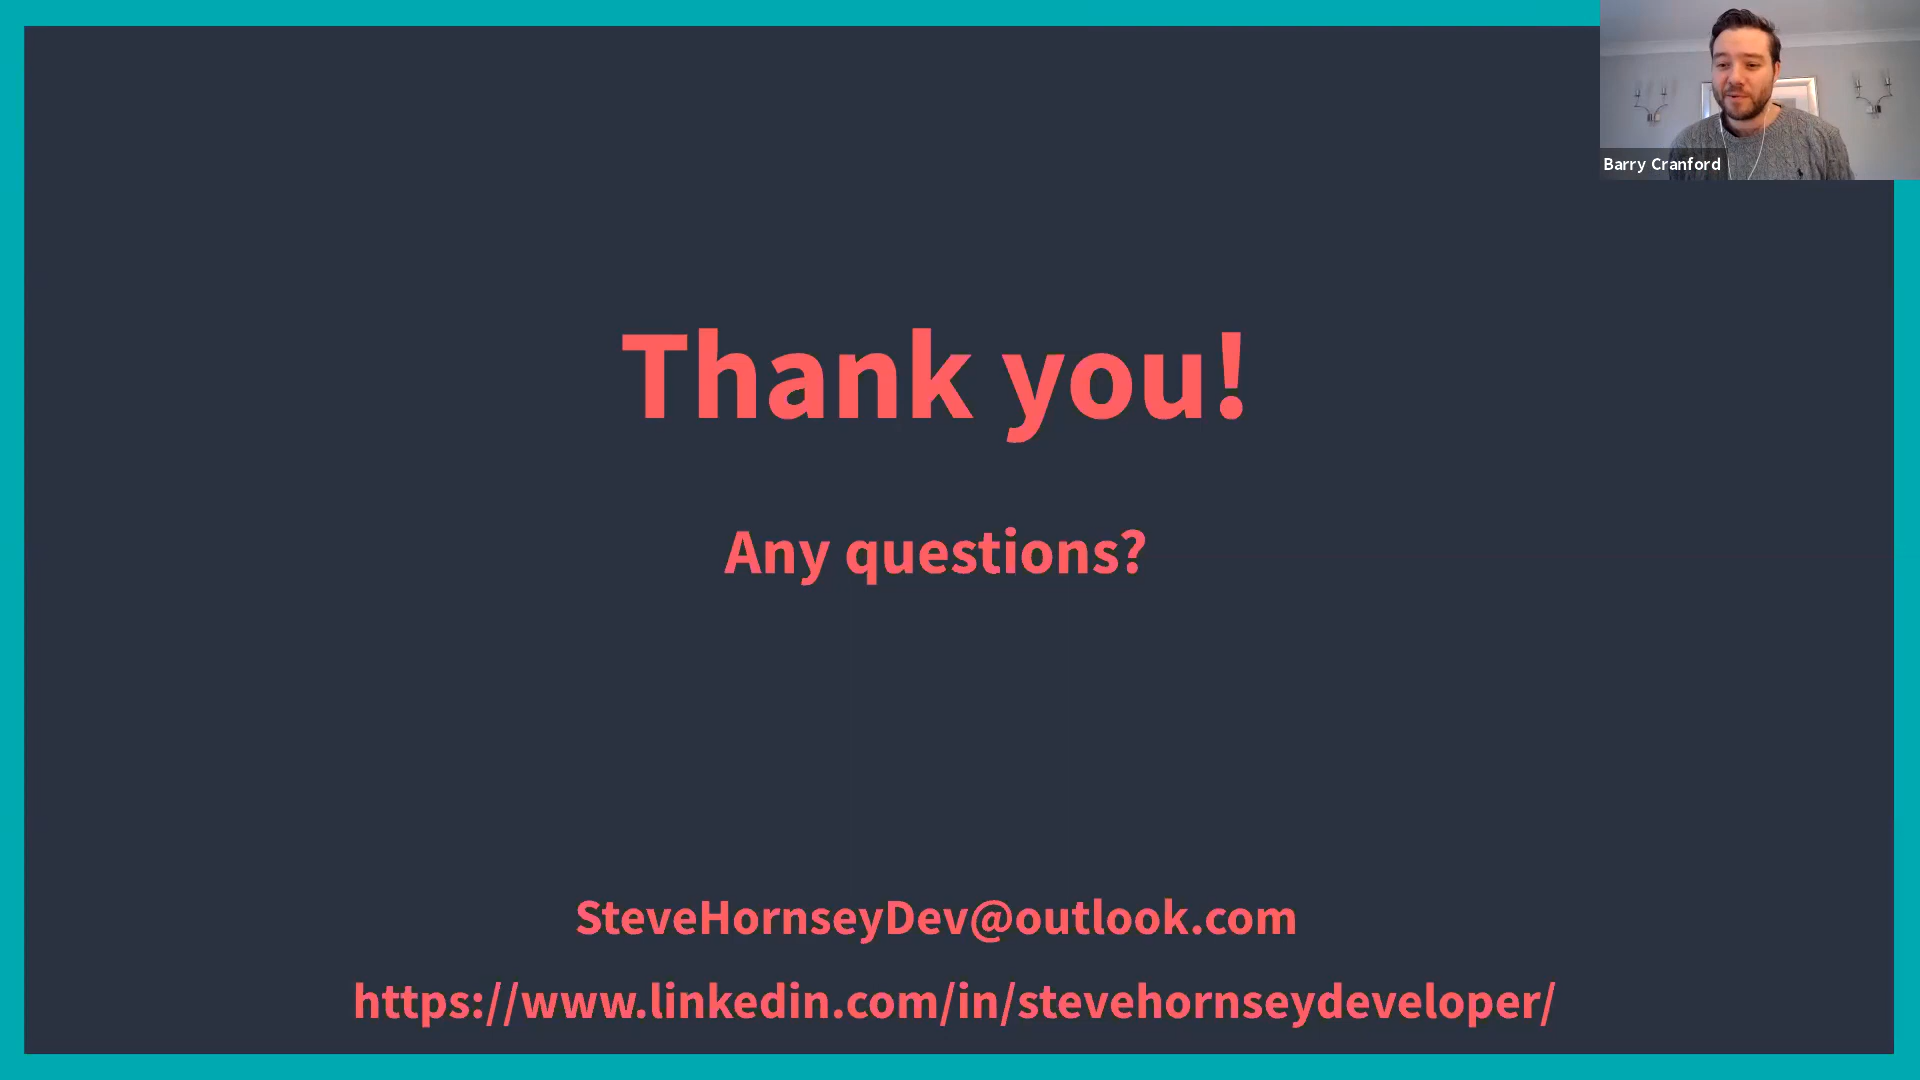 Barry Cranford
Thank you!
Any questions?
SteveHornseyDev@outlook.com
https://www.linkedin.com/in/stevehornseydeveloper/